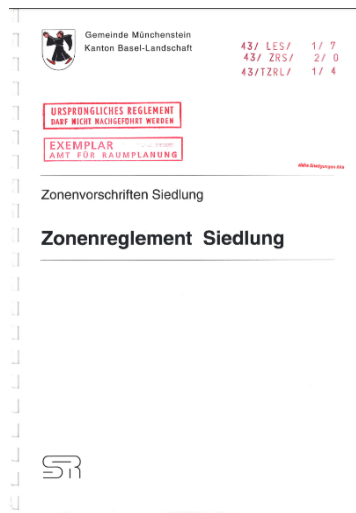 Gemeinde Münchenstein
Kanton Basel-Landschaft
43/ LES/ 1/ 7
43/ ZRS/ 2/ 0
43/TZRL/ 1/ 4
URSPRÜNGLICHES REGLEMENT
DARF NICHT NACHGEFÜHRT WERDEN
EXEMPLAR
AMT FÜR RAUMPLANUNG
Zonenvorschriften Siedlung
Zonenreglement Siedlung